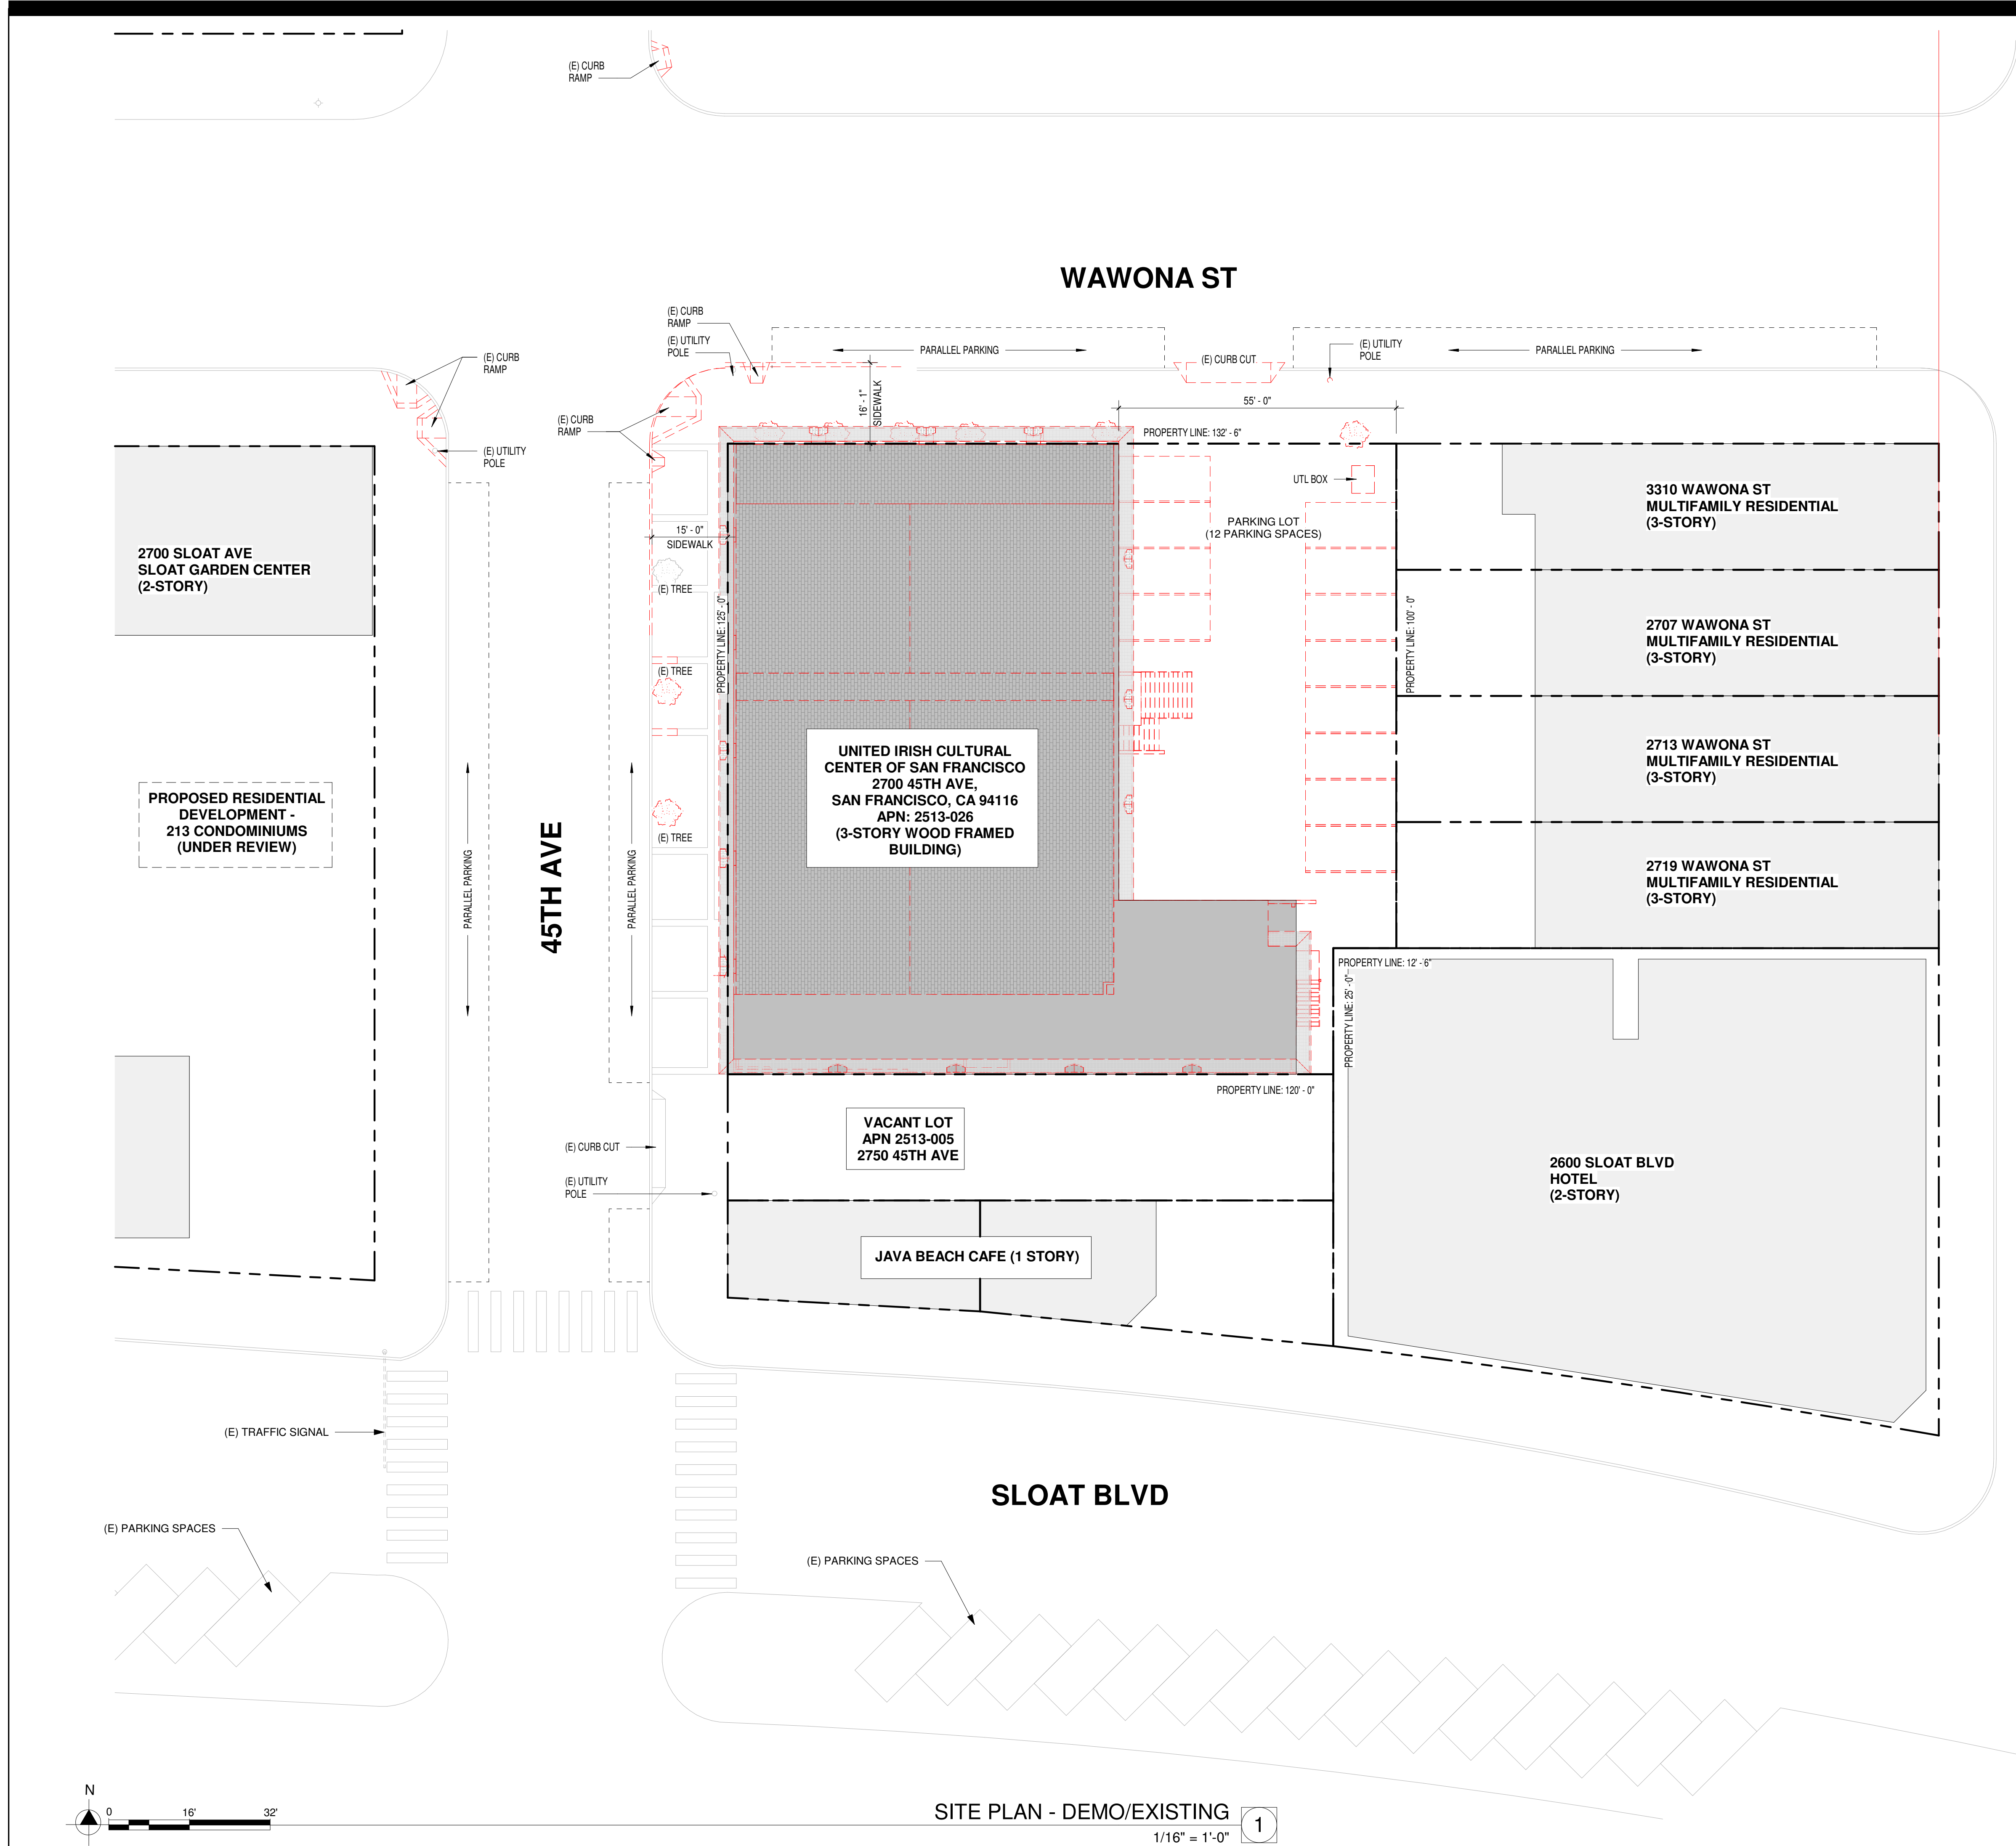 (E) CURB
RAMP
WAWONA ST
(E) CURB
RAMP
(E) UTILITY
POLE
PARALLEL PARKING
(E) CURB CUT
(E) UTILITY
POLE
PARALLEL PARKING
(E) CURB
RAMP
(E) CURB
RAMP
16' - 1"
SIDEWALK
55' - 0"
PROPERTY LINE: 132' - 6"
(E) UTILITY
POLE
UTL BOX
PARKING LOT
(12 PARKING SPACES)
3310 WAWONA ST
MULTIFAMILY RESIDENTIAL
(3-STORY)
15' - 0"
SIDEWALK
2700 SLOAT AVE
SLOAT GARDEN CENTER
(2-STORY)
(E) TREE
PROPERTY LINE: 125' - 0"
PROPERTY LINE: 100' - 0"
2707 WAWONA ST
MULTIFAMILY RESIDENTIAL
(3-STORY)
(E) TREE
UNITED IRISH CULTURAL
CENTER OF SAN FRANCISCO
2700 45TH AVE,
SAN FRANCISCO, CA 94116
APN: 2513-026
(3-STORY WOOD FRAMED
BUILDING)
2713 WAWONA ST
MULTIFAMILY RESIDENTIAL
(3-STORY)
PROPOSED RESIDENTIAL
DEVELOPMENT -
213 CONDOMINIUMS
(UNDER REVIEW)
(E) TREE
PARALLEL PARKING
45TH AVE
PARALLEL PARKING
2719 WAWONA ST
MULTIFAMILY RESIDENTIAL
(3-STORY)
PROPERTY LINE: 12' - 6"
PROPERTY LINE: 25' - 0"
PROPERTY LINE: 120' - 0"
VACANT LOT
APN 2513-005
2750 45TH AVE
(E) CURB CUT
(E) UTILITY
POLE
2600 SLOAT BLVD
HOTEL
(2-STORY)
JAVA BEACH CAFE (1 STORY)
(E) TRAFFIC SIGNAL
SLOAT BLVD
(E) PARKING SPACES
(E) PARKING SPACES
N
0 16' 32'
SITE PLAN - DEMO/EXISTING
1
1/16" = 1'-0"